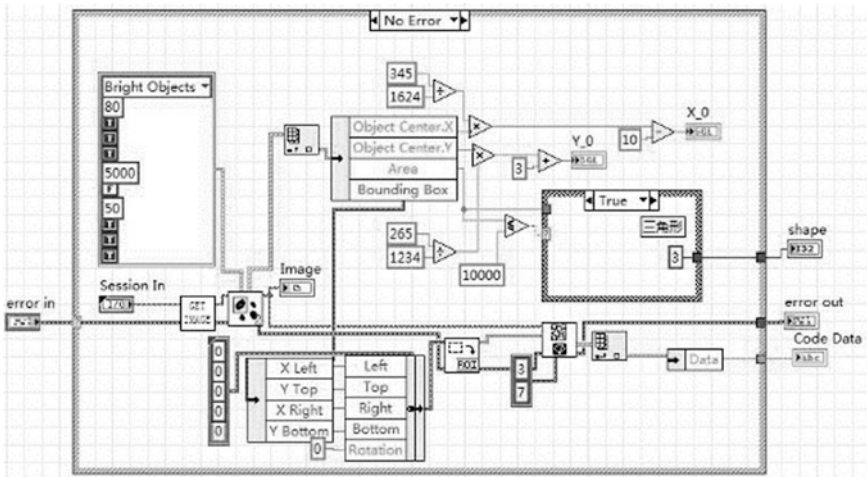 No Error
Bright Objects
80
T
T
T
5000
F
50
T
T
T
345
1624
Object Center.X
Object Center.Y
Area
Bounding Box
X_0
10
SGL
Y_0
3
SGL
265
1234
10000
True
三角形
3
shape
I32
Image
Session In
I/O
error in
GET
IMAGE
error out
Code Data
abc
ROI
3
7
Data
0
0
0
0
0
X Left
Left
Y Top
Top
X Right
Right
Y Bottom
Bottom
0
Rotation